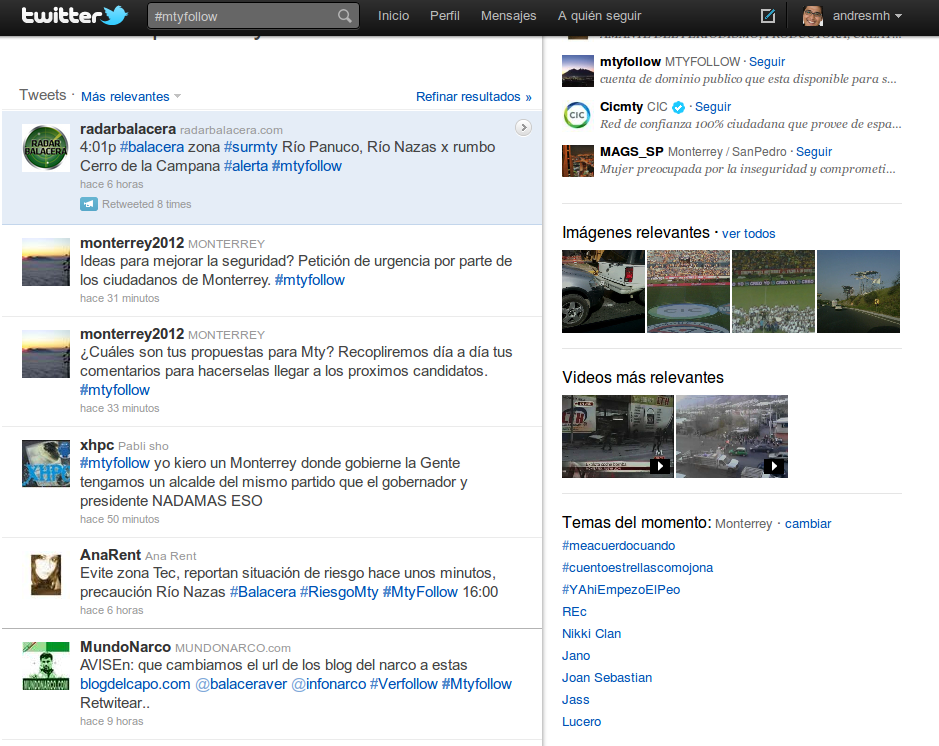 twitter
#mtyfollow
Inicio
Perfil
Mensajes
A quién seguir
andresmh
Tweets · Más relevantes
Refinar resultados »
RADAR
BALACERA
radarbalacera radarbalacera.com
4:01p #balacera zona #surmty Río Panuco, Río Nazas x rumbo
Cerro de la Campana #alerta #mtyfollow
hace 6 horas
Retweeted 8 times
monterrey2012 MONTERREY
Ideas para mejorar la seguridad? Petición de urgencia por parte de
los ciudadanos de Monterrey. #mtyfollow
hace 31 minutos
monterrey2012 MONTERREY
¿Cuáles son tus propuestas para Mty? Recopliremos día a día tus
comentarios para hacerselas llegar a los proximos candidatos.
#mtyfollow
hace 33 minutos
XHPC
xhpc Pabli sho
#mtyfollow yo kiero un Monterrey donde gobierne la Gente
tengamos un alcalde del mismo partido que el gobernador y
presidente NADAMAS ESO
hace 50 minutos
AnaRent Ana Rent
Evite zona Tec, reportan situación de riesgo hace unos minutos,
precaución Río Nazas #Balacera #RiesgoMty #MtyFollow 16:00
hace 6 horas
MUNDONARCO.COM
MundoNarco MUNDONARCO.com
AVISEn: que cambiamos el url de los blog del narco a estas
blogdelcapo.com @balaceraver @infonarco #Verfollow #Mtyfollow
Retwitear..
hace 9 horas
mtyfollow MTYFOLLOW · Seguir
cuenta de dominio publico que esta disponible para s...
CIC
Cicmty CIC · Seguir
Red de confianza 100% ciudadana que provee de espa...
MAGS_SP Monterrey / SanPedro · Seguir
Mujer preocupada por la inseguridad y comprometi...
Imágenes relevantes · ver todos
CIC
Videos más relevantes
Temas del momento: Monterrey · cambiar
#meacuerdocuando
#cuentoestrellascomojona
#YAhiEmpezoElPeo
REc
Nikki Clan
Jano
Joan Sebastian
Jass
Lucero